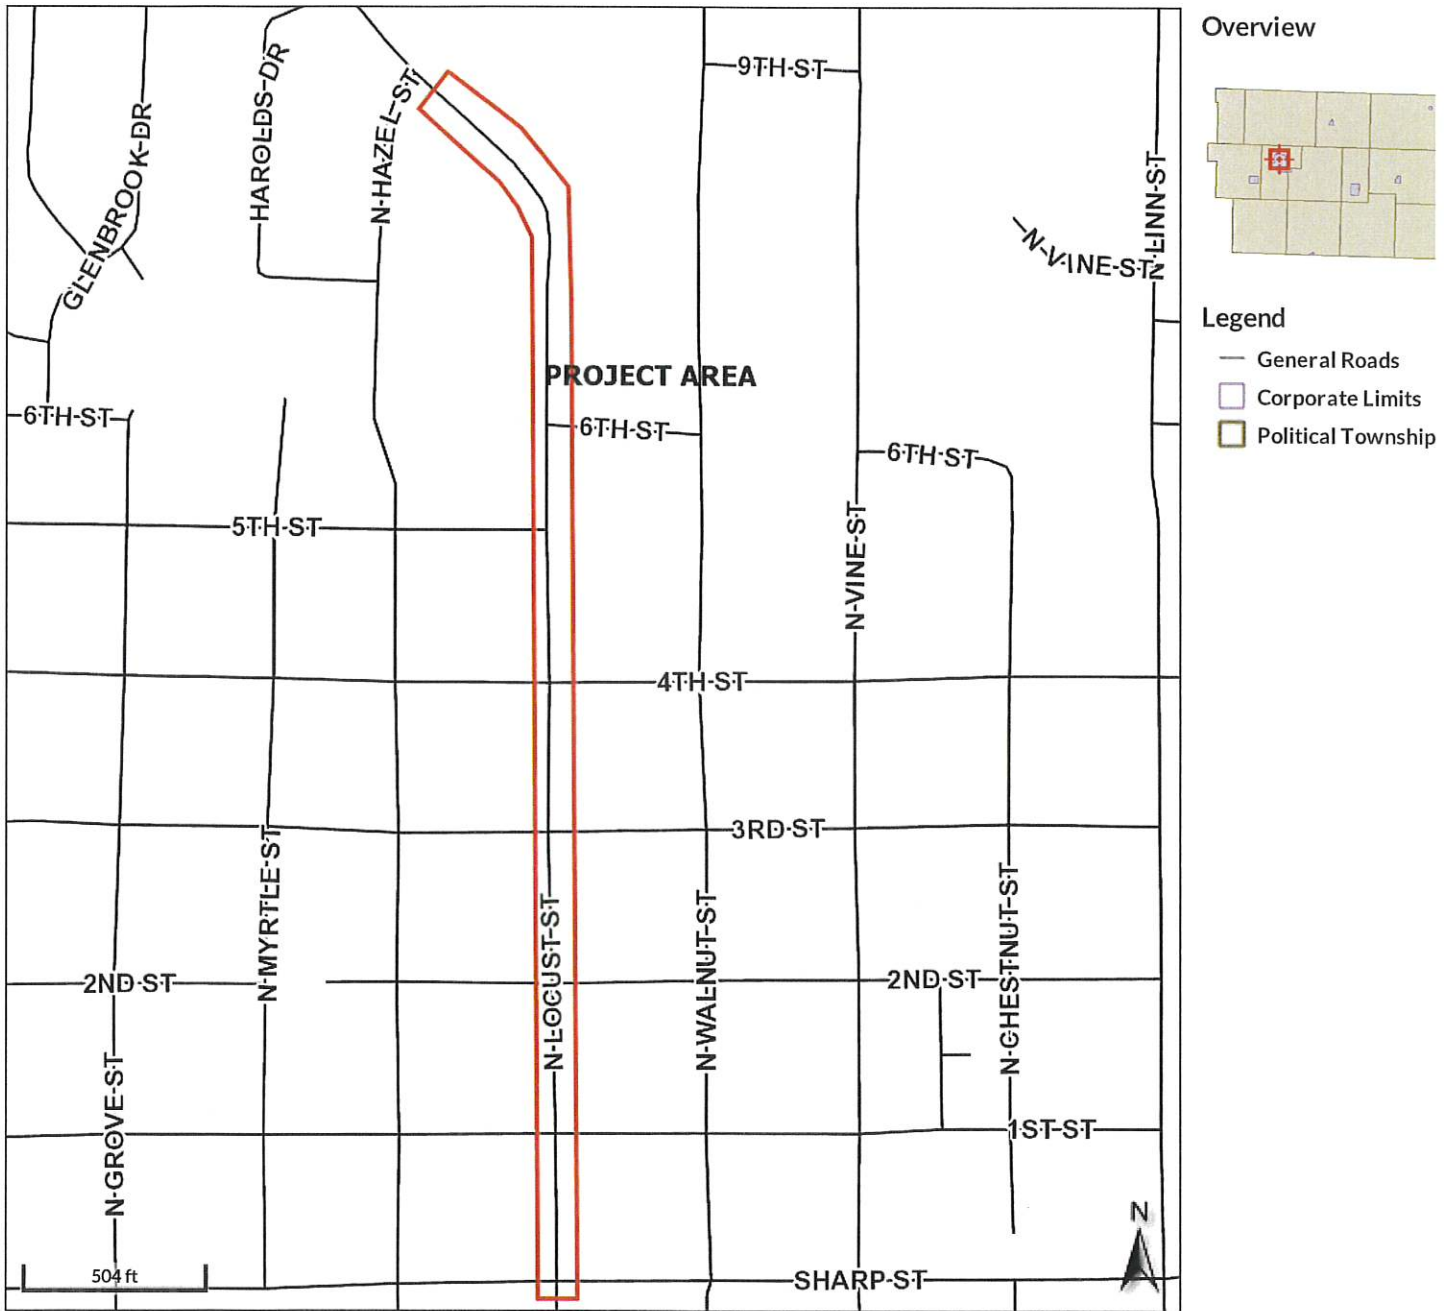 9TH-ST
HAROLDS-DR
N-HAZEL-ST
GLENBROOK-DR
N-LINN-ST
N-VINE-ST
PROJECT AREA
6TH-ST
6TH-ST
6TH-ST
5TH-ST
N-VINE-ST
4TH-ST
3RD-ST
N-MYRTLE-ST
N-LOCUST-ST
N-WALNUT-ST
N-CHESTNUT-ST
2ND-ST
2ND-ST
N-GROVE-ST
1ST-ST
N
504 ft
SHARP-ST
Overview
Legend
General Roads
Corporate Limits
Political Township